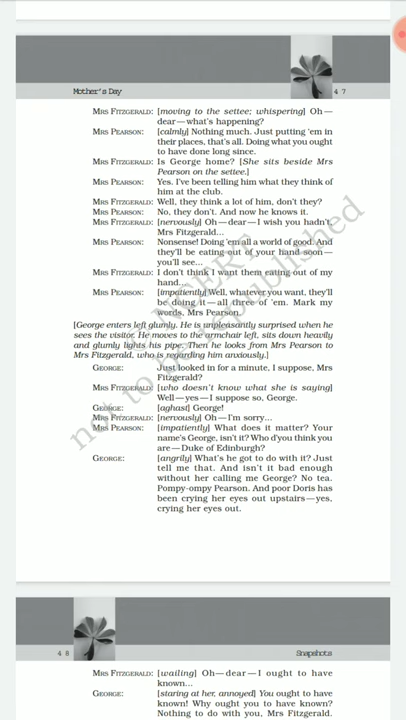 Mother's Day
4 7
MRS FITZGERALD: [moving to the settee; whispering] Oh—
dear—what's happening?
MRS PEARSON: [calmly] Nothing much. Just putting 'em in
their places, that's all. Doing what you ought
to have done long since.
MRS FITZGERALD: Is George home? [She sits beside Mrs
Pearson on the settee.]
MRS PEARSON: Yes. I've been telling him what they think of
him at the club.
MRS FITZGERALD: Well, they think a lot of him, don't they?
MRS PEARSON: No, they don't. And now he knows it.
MRS FITZGERALD: [nervously] Oh—dear—I wish you hadn't,
Mrs Fitzgerald...
MRS PEARSON: Nonsense! Doing 'em all a world of good. And
they'll be eating out of your hand soon—
you'll see...
MRS FITZGERALD: I don't think I want them eating out of my
hand...
MRS PEARSON: [impatiently] Well, whatever you want, they'll
be doing it—all three of 'em. Mark my
words, Mrs Pearson.
[George enters left glumly. He is unpleasantly surprised when he
sees the visitor. He moves to the armchair left, sits down heavily
and glumly lights his pipe. Then he looks from Mrs Pearson to
Mrs Fitzgerald, who is regarding him anxiously.]
GEORGE: Just looked in for a minute, I suppose, Mrs
Fitzgerald?
MRS FITZGERALD: [who doesn't know what she is saying]
Well—yes—I suppose so, George.
GEORGE: [aghast] George!
MRS FITZGERALD: [nervously] Oh—I'm sorry...
MRS PEARSON: [impatiently] What does it matter? Your
name's George, isn't it? Who d'you think you
are—Duke of Edinburgh?
GEORGE: [angrily] What's he got to do with it? Just
tell me that. And isn't it bad enough
without her calling me George? No tea.
Pompy-ompy Pearson. And poor Doris has
been crying her eyes out upstairs—yes,
crying her eyes out.
not to be republished
4 8
Snapshots
MRS FITZGERALD: [wailing] Oh—dear—I ought to have
known...
GEORGE: [staring at her, annoyed] You ought to have
known! Why ought you to have known?
Nothing to do with you, Mrs Fitzgerald.